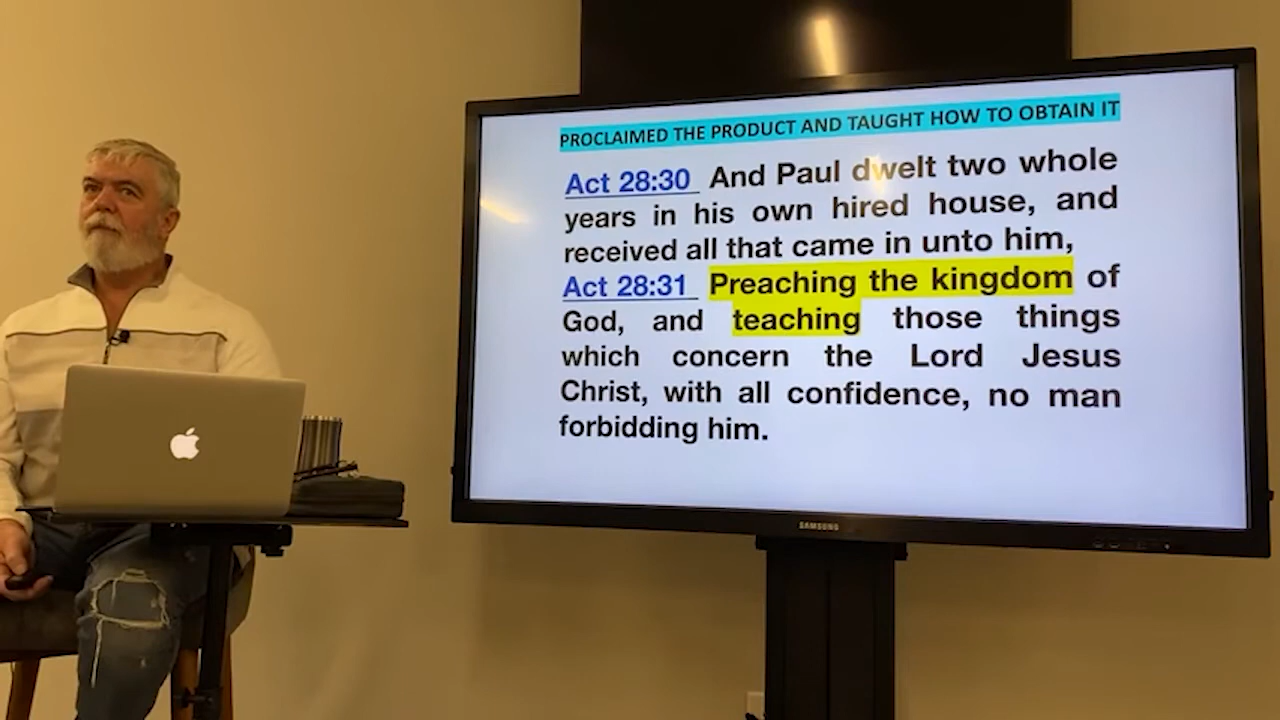 PROCLAIMED THE PRODUCT AND TAUGHT HOW TO OBTAIN IT
Act 28:30 And Paul dwelt two whole
years in his own hired house, and
received all that came in unto him,
Act 28:31 Preaching the kingdom of
God, and teaching those things
which concern the Lord Jesus
Christ, with all confidence, no man
forbidding him.
SAMSUNG